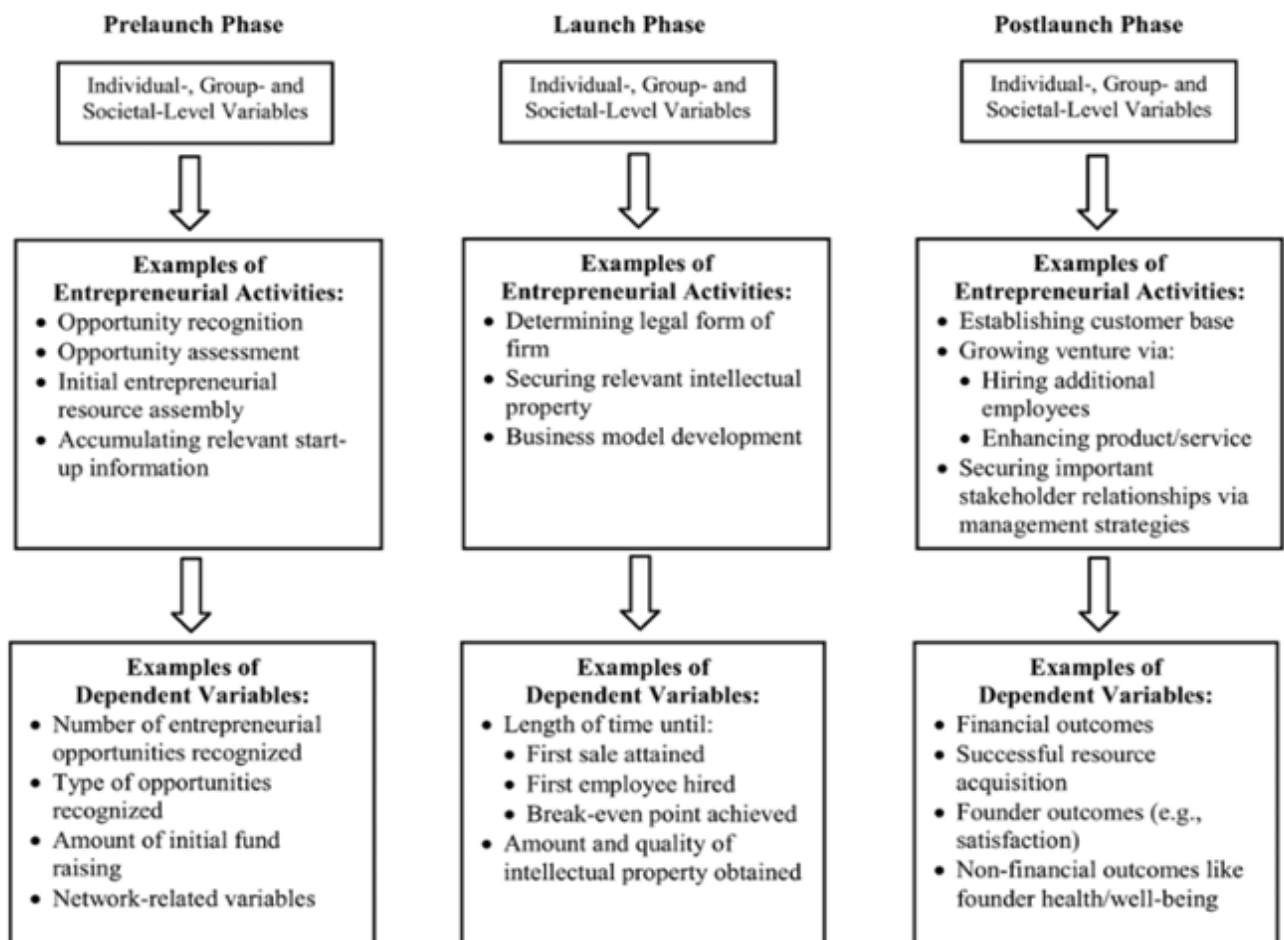 Prelaunch Phase
Individual-, Group- and
Societal-Level Variables
Examples of
Entrepreneurial Activities:
• Opportunity recognition
• Opportunity assessment
• Initial entrepreneurial
resource assembly
• Accumulating relevant start-
up information
Examples of
Dependent Variables:
• Number of entrepreneurial
opportunities recognized
• Type of opportunities
recognized
• Amount of initial fund
raising
• Network-related variables
Launch Phase
Individual-, Group- and
Societal-Level Variables
Examples of
Entrepreneurial Activities:
• Determining legal form of
firm
• Securing relevant intellectual
property
• Business model development
Examples of
Dependent Variables:
• Length of time until:
• First sale attained
• First employee hired
• Break-even point achieved
• Amount and quality of
intellectual property obtained
Postlaunch Phase
Individual-, Group- and
Societal-Level Variables
Examples of
Entrepreneurial Activities:
• Establishing customer base
• Growing venture via:
• Hiring additional
employees
• Enhancing product/service
• Securing important
stakeholder relationships via
management strategies
Examples of
Dependent Variables:
• Financial outcomes
• Successful resource
acquisition
• Founder outcomes (e.g.,
satisfaction)
• Non-financial outcomes like
founder health/well-being